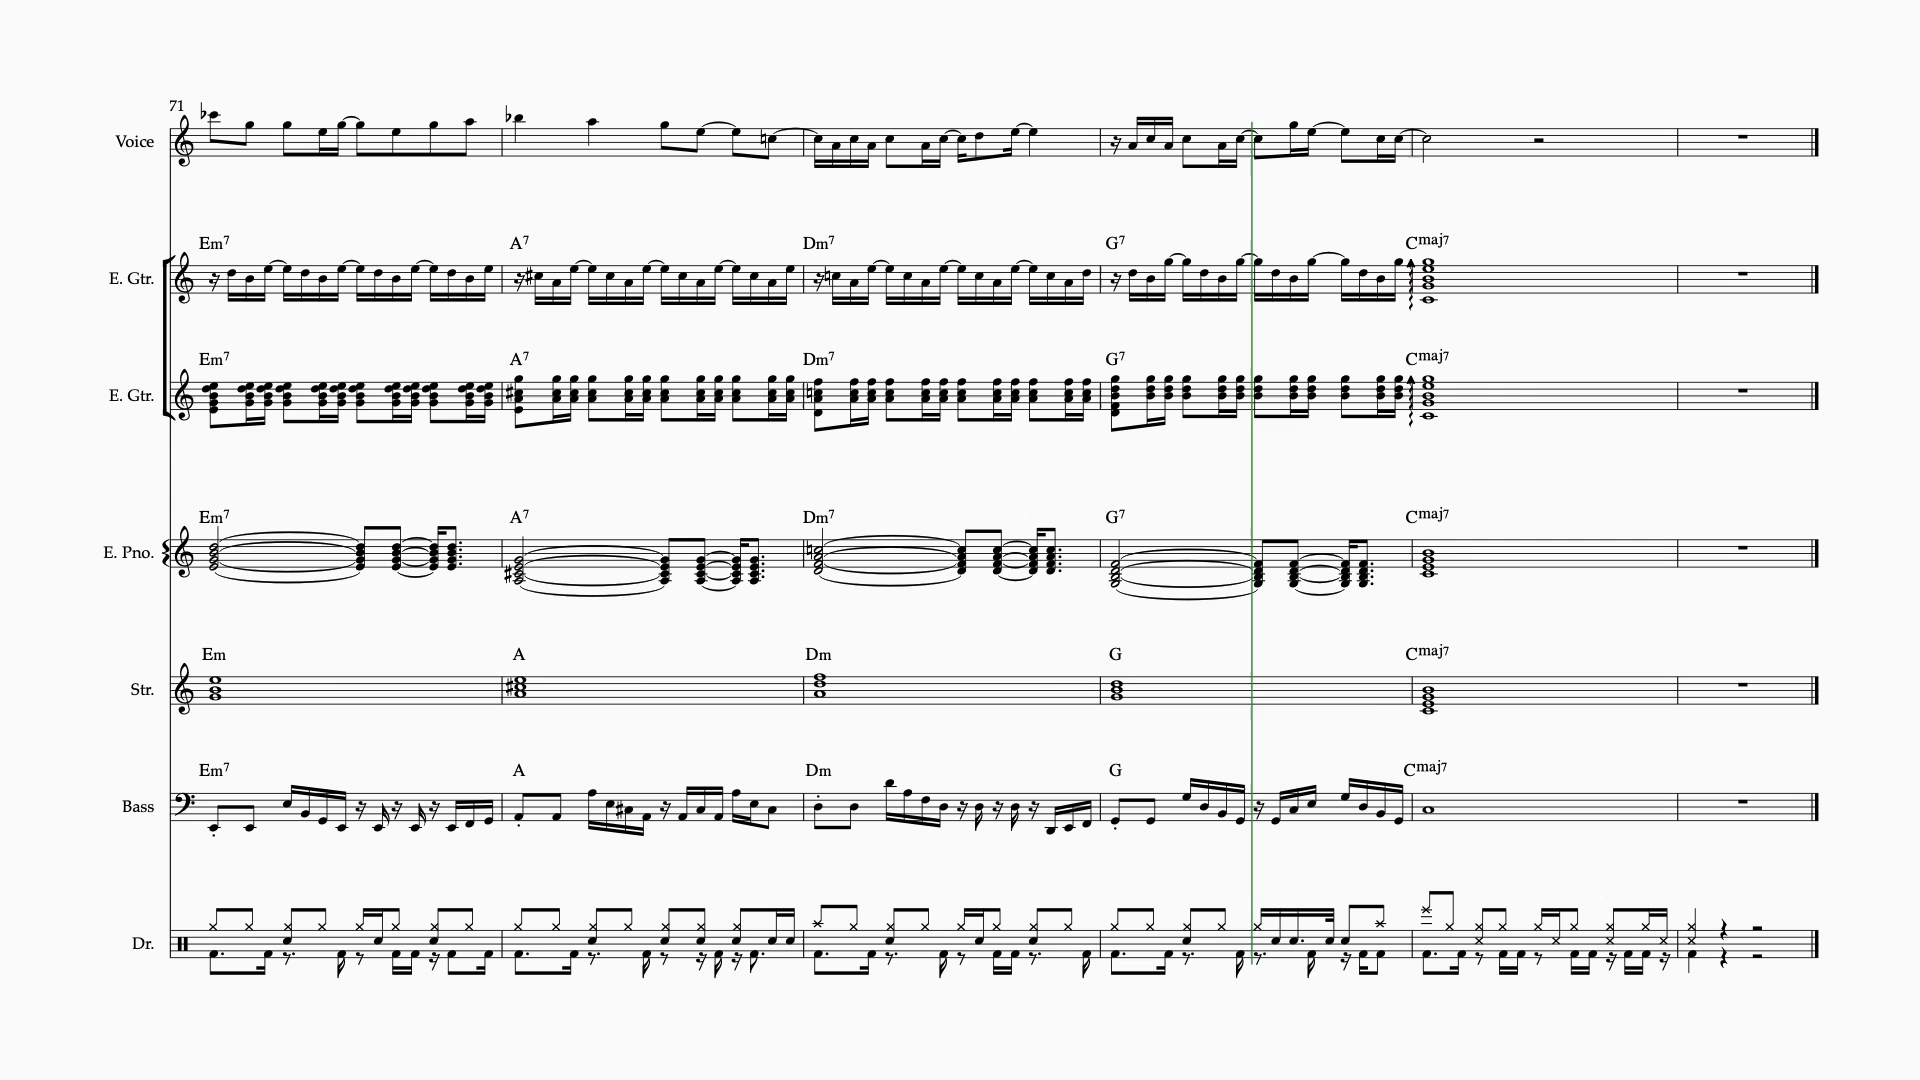 71
Voice
Em7 A7 Dm7 G7 Cmaj7
E. Gtr.
Em7 A7 Dm7 G7 Cmaj7
E. Gtr.
Em7 A7 Dm7 G7 Cmaj7
E. Pno.
Em A Dm G Cmaj7
Str.
Em7 A Dm G Cmaj7
Bass
Dr.